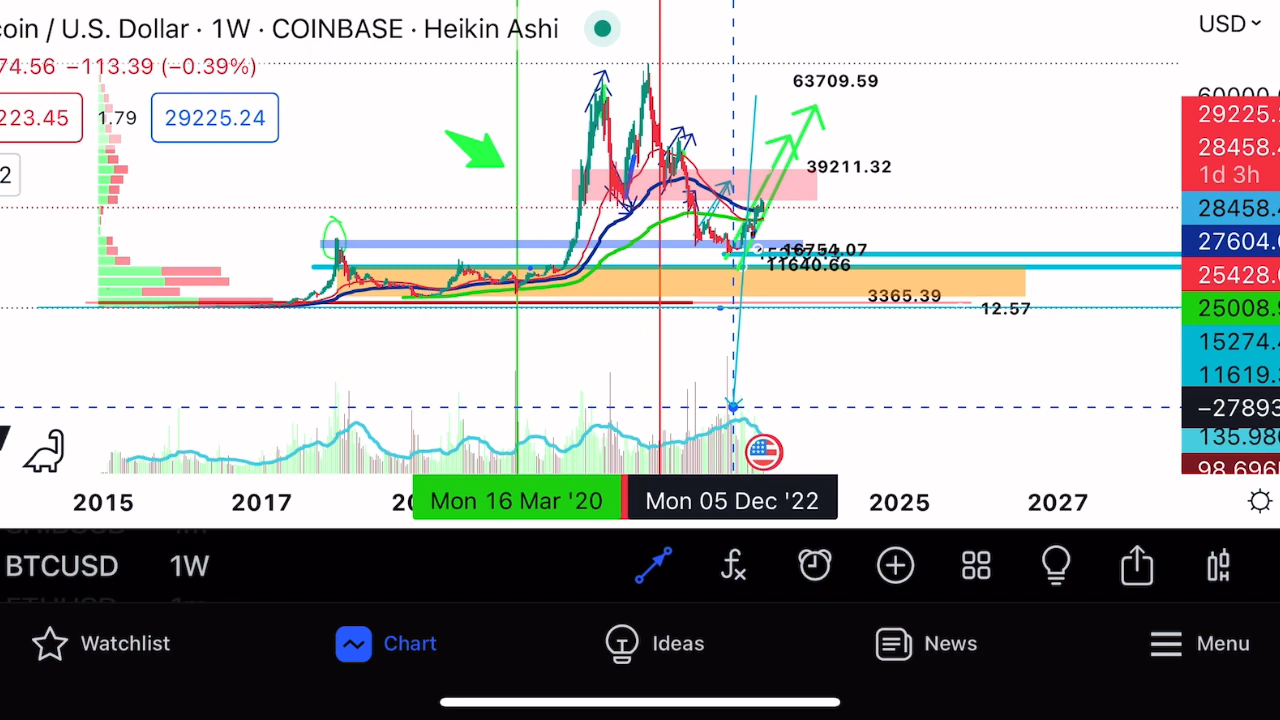 coin / U.S. Dollar · 1W · COINBASE · Heikin Ashi
USD
74.56 −113.39 (−0.39%)
223.45
1.79
29225.24
2
63709.59
39211.32
16754.07
11640.66
3365.39
12.57
60000.0
29225.
28458.
1d 3h
28458.
27604.
25428.
25008.
15274.
11619.
−27893
135.98
98.696
2015
2017
20
Mon 16 Mar '20
Mon 05 Dec '22
2025
2027
BTCUSD
1W
Watchlist
Chart
Ideas
News
Menu